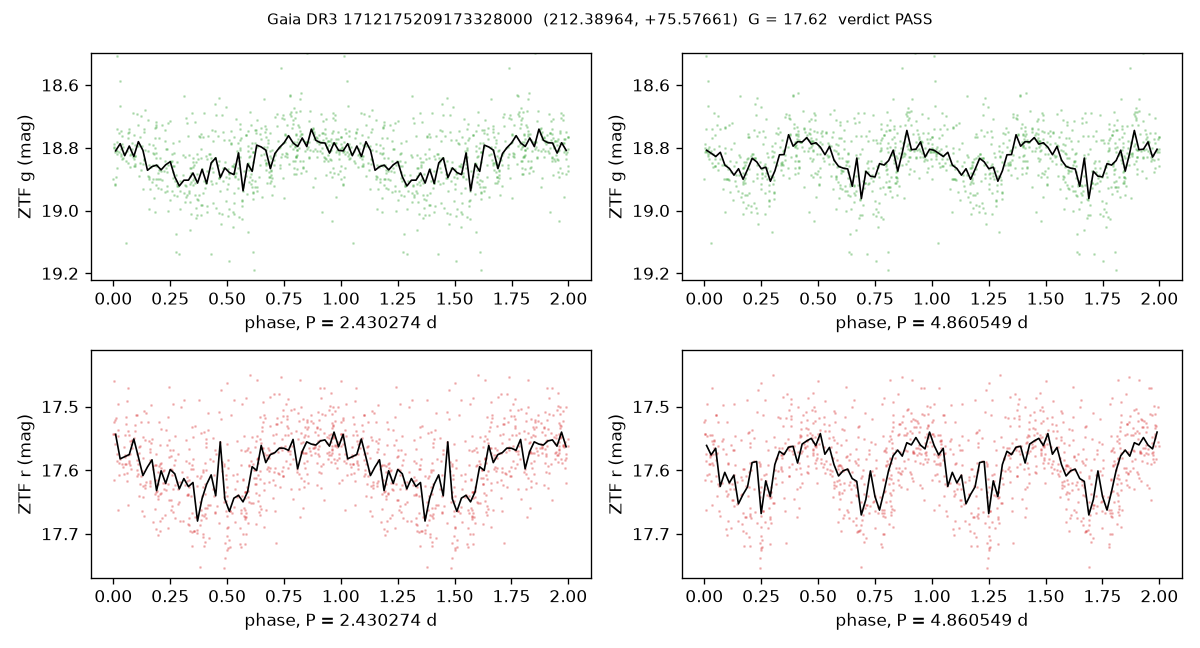 Gaia DR3 1712175209173328000 (212.38964, +75.57661) G = 17.62 verdict PASS
ZTF g (mag)
18.6
18.8
19.0
19.2
0.00 0.25 0.50 0.75 1.00 1.25 1.50 1.75 2.00
phase, P = 2.430274 d
ZTF g (mag)
18.6
18.8
19.0
19.2
0.00 0.25 0.50 0.75 1.00 1.25 1.50 1.75 2.00
phase, P = 4.860549 d
ZTF r (mag)
17.5
17.6
17.7
0.00 0.25 0.50 0.75 1.00 1.25 1.50 1.75 2.00
phase, P = 2.430274 d
ZTF r (mag)
17.5
17.6
17.7
0.00 0.25 0.50 0.75 1.00 1.25 1.50 1.75 2.00
phase, P = 4.860549 d